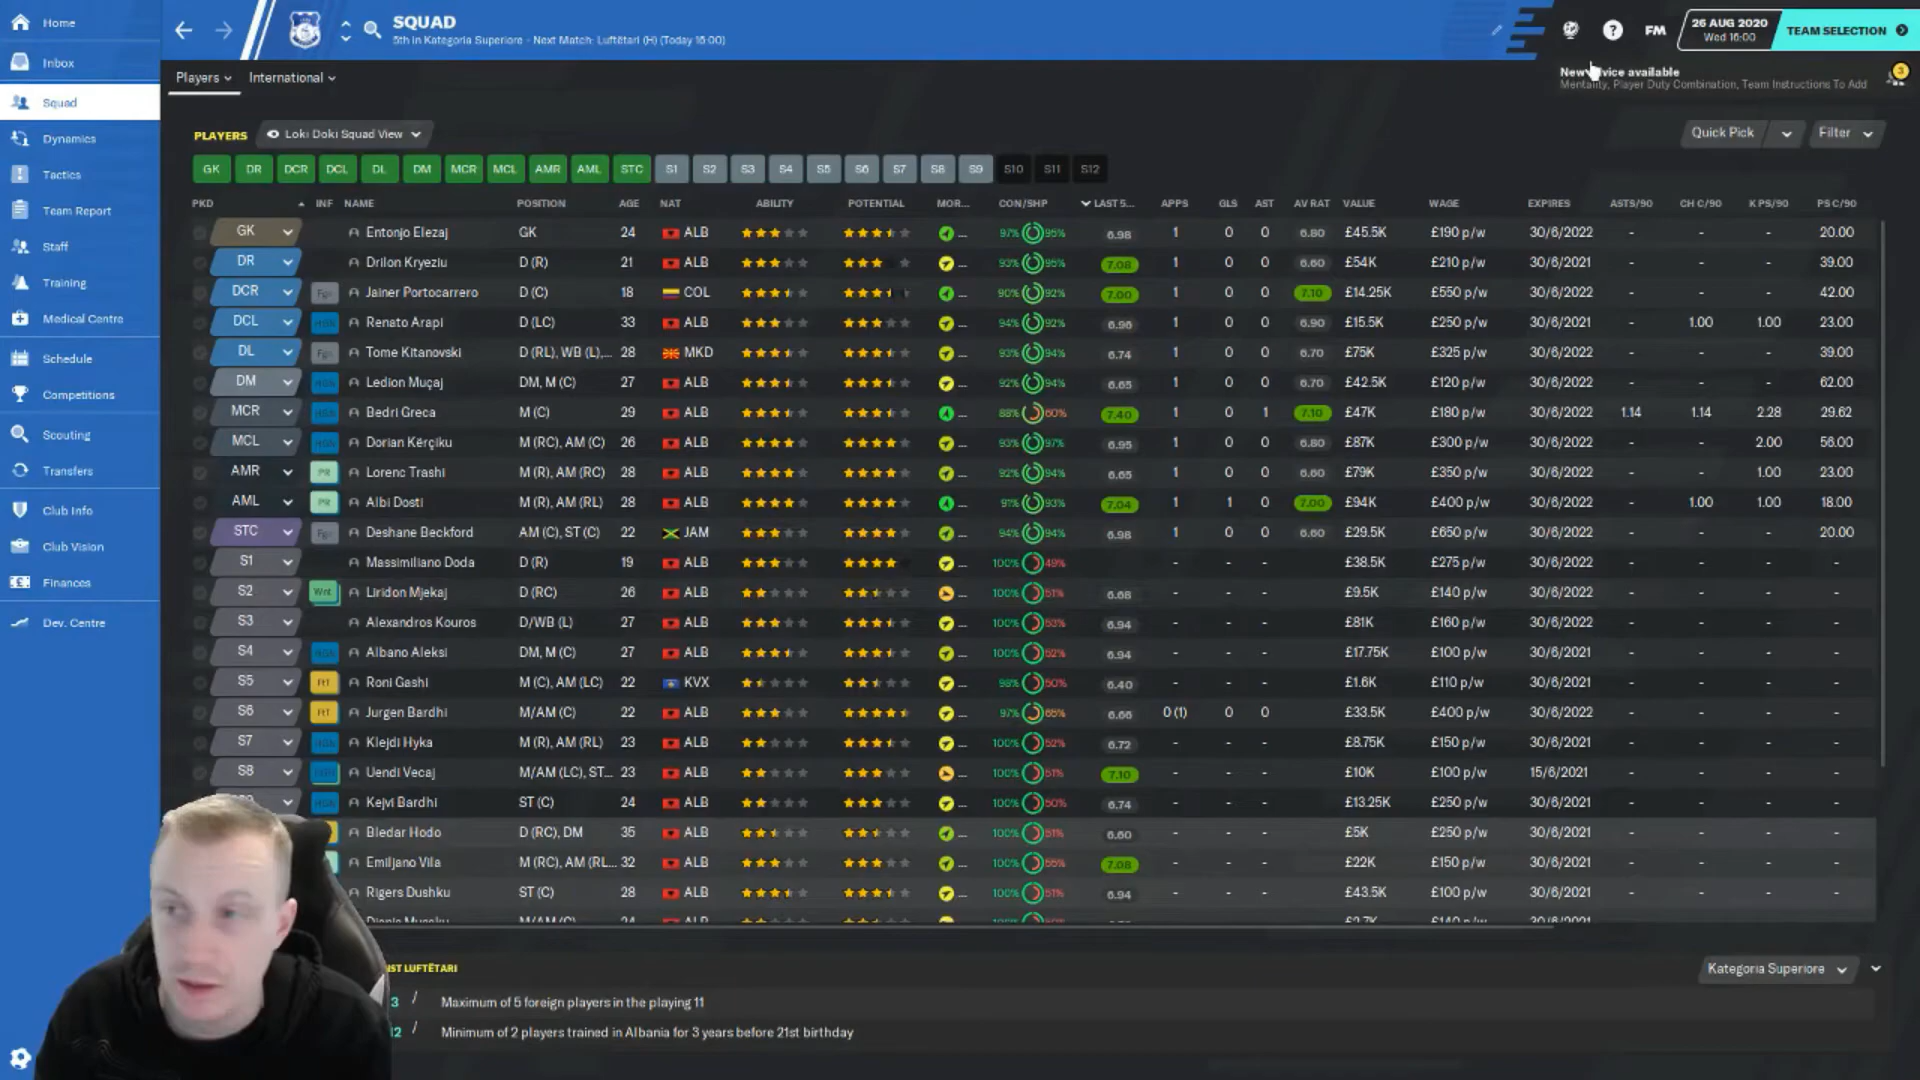 Home
Inbox
Squad
Dynamics
Tactics
Team Report
Staff
Training
Medical Centre
Schedule
Competitions
Scouting
Transfers
Club Info
Club Vision
Finances
Dev. Centre
SQUAD
5th in Kategoria Superiore - Next Match: Luftëtari (H) (Today 16:00)
FM
26 AUG 2020
Wed 16:00
TEAM SELECTION
Players International
available
Mentality, Player Duty Combination, Team Instructions To Add
3
PLAYERS Loki Doki Squad View Quick Pick Filter
GK DR DCR DCL DL DM MCR MCL AMR AML STC S1 S2 S3 S4 S5 S6 S7 S8 S9 S10 S11 S12
PKD INF NAME POSITION AGE NAT ABILITY POTENTIAL MOR... CON/SHP LAST 5... APPS GLS AST AV RAT VALUE WAGE EXPIRES ASTS/90 CH C/90 K PS/90 PS C/90
GK Entonjo Elezaj GK 24 ALB ... 97% 95% 6.98 1 0 0 6.80 £45.5K £190 p/w 30/6/2022 - - - 20.00
DR Drilon Kryeziu D (R) 21 ALB ... 93% 95% 7.08 1 0 0 6.60 £54K £210 p/w 30/6/2021 - - - 39.00
DCR Fgn Jainer Portocarrero D (C) 18 COL ... 90% 92% 7.00 1 0 0 7.10 £14.25K £550 p/w 30/6/2022 - - - 42.00
DCL HGN Renato Arapi D (LC) 33 ALB ... 94% 92% 6.96 1 0 0 6.90 £15.5K £250 p/w 30/6/2021 - 1.00 1.00 23.00
DL Fgn Tome Kitanovski D (RL), WB (L),... 28 MKD ... 93% 94% 6.74 1 0 0 6.70 £75K £325 p/w 30/6/2022 - - - 39.00
DM HGN Ledion Muçaj DM, M (C) 27 ALB ... 92% 94% 6.65 1 0 0 6.70 £42.5K £120 p/w 30/6/2022 - - - 62.00
MCR HGN Bedri Greca M (C) 29 ALB ... 88% 60% 7.40 1 0 1 7.10 £47K £180 p/w 30/6/2022 1.14 1.14 2.28 29.62
MCL HGN Dorian Kërçiku M (RC), AM (C) 26 ALB ... 93% 97% 6.95 1 0 0 6.80 £87K £300 p/w 30/6/2022 - - 2.00 56.00
AMR PR Lorenc Trashi M (R), AM (RC) 28 ALB ... 92% 94% 6.65 1 0 0 6.60 £79K £350 p/w 30/6/2022 - - 1.00 23.00
AML PR Albi Dosti M (R), AM (RL) 28 ALB ... 91% 93% 7.04 1 1 0 7.00 £94K £400 p/w 30/6/2022 - 1.00 1.00 18.00
STC Fgn Deshane Beckford AM (C), ST (C) 22 JAM ... 94% 94% 6.98 1 0 0 6.60 £29.5K £650 p/w 30/6/2022 - - - 20.00
S1 Massimiliano Doda D (R) 19 ALB 100% 49% - - - - £38.5K £275 p/w 30/6/2022 - - - -
S2 Wnt Liridon Mjekaj D (RC) 26 ALB ... 100% 51% 6.68 - - - £9.5K £140 p/w 30/6/2022 - - - -
S3 Alexandros Kouros D/WB (L) 27 ALB ... 100% 53% 6.94 - - - £81K £160 p/w 30/6/2022 - - - -
S4 HGN Albano Aleksi DM, M (C) 27 ALB ... 100% 52% 6.94 - - - £17.75K £100 p/w 30/6/2021 - - - -
S5 Roni Gashi M (C), AM (LC) 22 KVX ... 98% 50% 6.40 - - - £1.6K £110 p/w 30/6/2021 - - - -
S6 Jurgen Bardhi M/AM (C) 22 ALB ... 97% 65% 6.66 0 (1) 0 0 £33.5K £400 p/w 30/6/2022 - - - -
S7 HGN Klejdi Hyka M (R), AM (RL) 23 ALB ... 100% 52% 6.72 - - - £8.75K £150 p/w 30/6/2021 - - - -
S8 HGN Uendi Vecaj M/AM (LC), ST... 23 ALB ... 100% 51% 7.10 - - - £10K £100 p/w 15/6/2021 - - - -
HGN Kejvi Bardhi ST (C) 24 ALB ... 100% 50% 6.74 - - - £13.25K £250 p/w 30/6/2021 - - - -
Bledar Hodo D (RC), DM 35 ALB ... 100% 51% 6.60 - - - £5K £250 p/w 30/6/2021 - - - -
Emiljano Vila M (RC), AM (RL... 32 ALB ... 100% 55% 7.08 - - - £22K £150 p/w 30/6/2021 - - - -
Rigers Dushku ST (C) 28 ALB ... 100% 51% 6.94 - - - £43.5K £100 p/w 30/6/2021 - - - -
M/AM (C) 24 ALB £2.7K £140 p/w 30/6/2021
NST LUFTËTARI Kategoria Superiore
3 / Maximum of 5 foreign players in the playing 11
12 / Minimum of 2 players trained in Albania for 3 years before 21st birthday